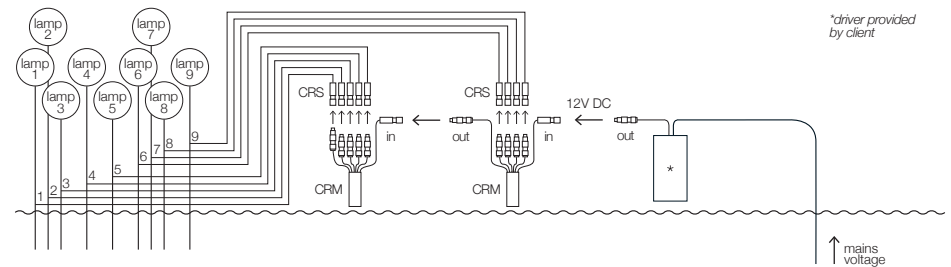 lamp
2
lamp
7
*driver provided
by client
lamp
1
lamp
4
lamp
6
lamp
9
lamp
3
lamp
5
lamp
8
CRS
CRS
12V DC
in
out
in
out
9
8
7
6
5
4
3
2
1
CRM
CRM
*
mains
voltage